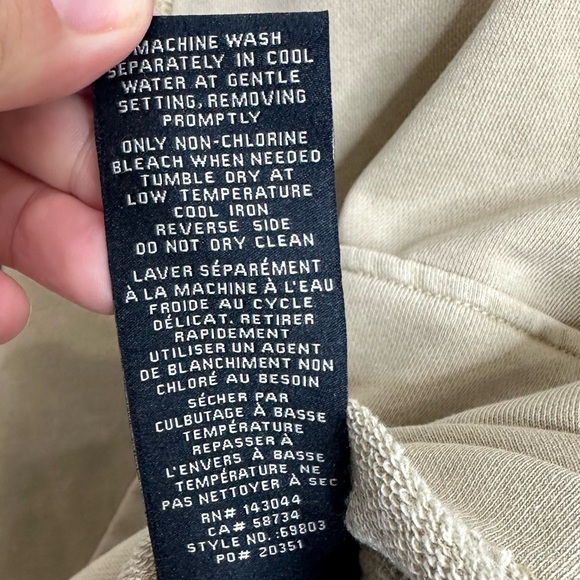 MACHINE WASH
SEPARATELY IN COOL
WATER AT GENTLE
SETTING, REMOVING
PROMPTLY
ONLY NON-CHLORINE
BLEACH WHEN NEEDED
TUMBLE DRY AT
LOW TEMPERATURE
COOL IRON
REVERSE SIDE
DO NOT DRY CLEAN
LAVER SÉPARÉMENT
À LA MACHINE À L'EAU
FROIDE AU CYCLE
DÉLICAT. RETIRER
RAPIDEMENT
UTILISER UN AGENT
DE BLANCHIMENT NON
CHLORÉ AU BESOIN
SÉCHER PAR
CULBUTAGE À BASSE
TEMPÉRATURE
REPASSER À
L'ENVERS À BASSE
TEMPÉRATURE, NE
PAS NETTOYER À SEC
RN# 143044
CA# 58734
STYLE NO.:69803
PO# 20351